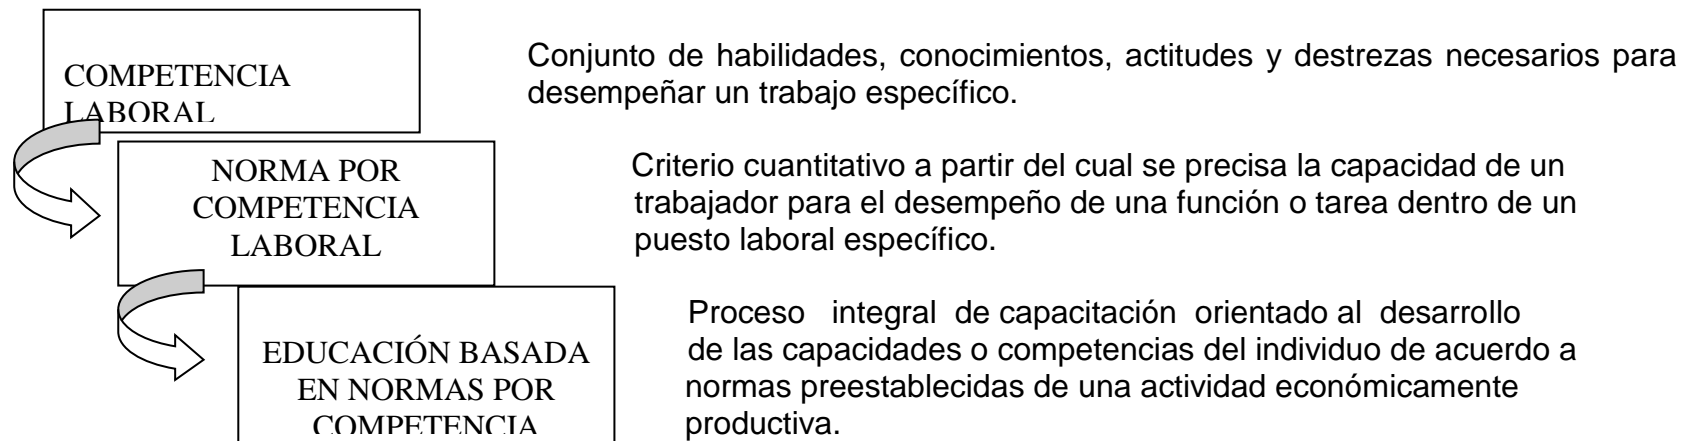 COMPETENCIA
LABORAL
Conjunto de habilidades, conocimientos, actitudes y destrezas necesarios para
desempeñar un trabajo específico.
NORMA POR
COMPETENCIA
LABORAL
Criterio cuantitativo a partir del cual se precisa la capacidad de un
trabajador para el desempeño de una función o tarea dentro de un
puesto laboral específico.
EDUCACIÓN BASADA
EN NORMAS POR
COMPETENCIA
Proceso integral de capacitación orientado al desarrollo
de las capacidades o competencias del individuo de acuerdo a
normas preestablecidas de una actividad económicamente
productiva.